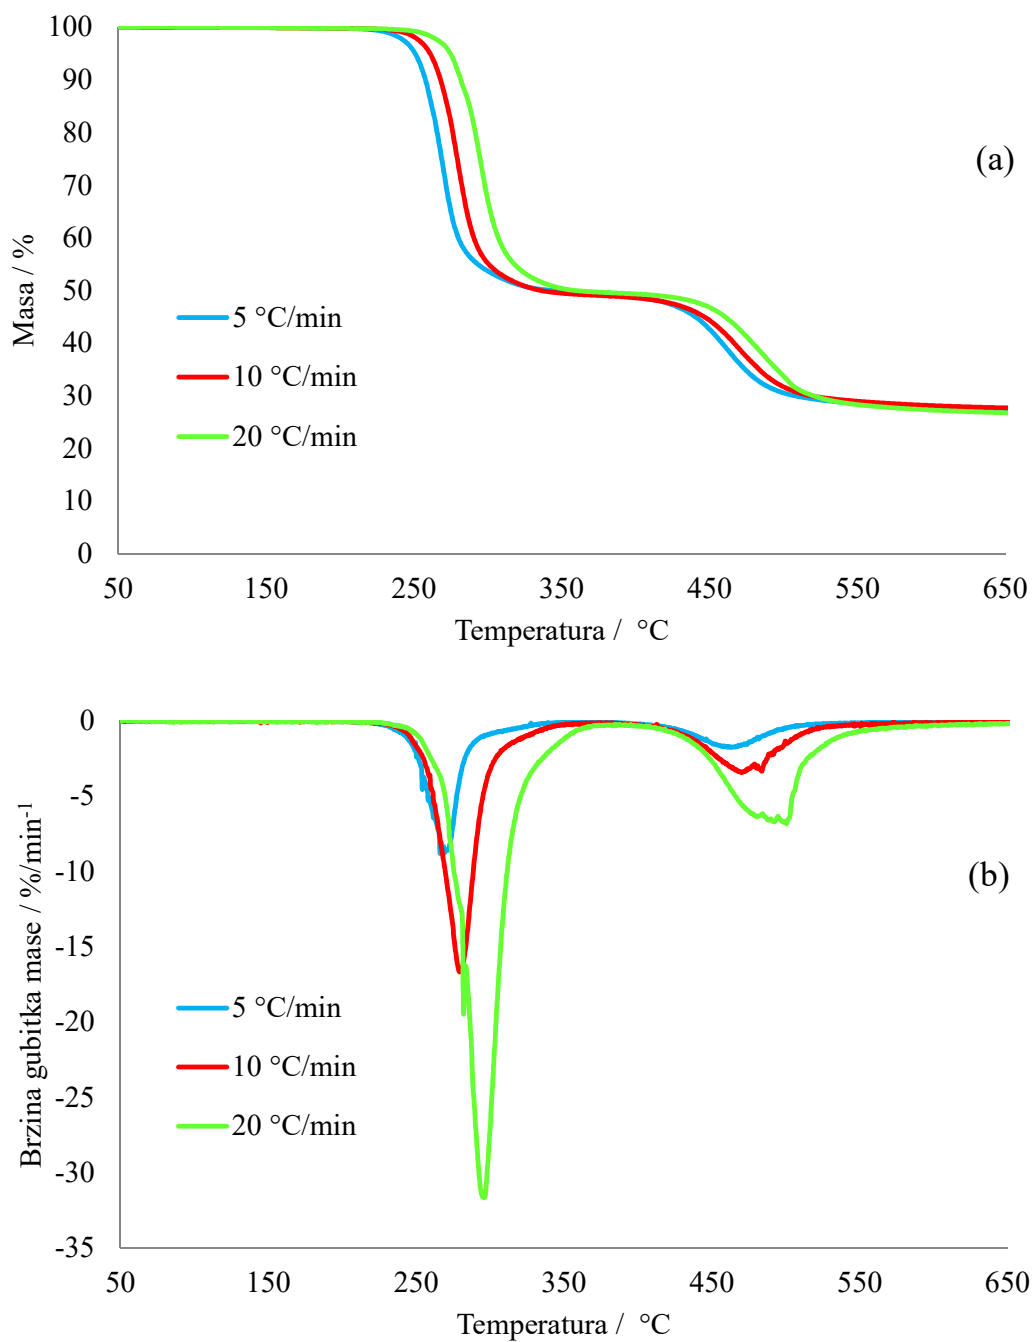 100
90
80
70
60
50
40
30
20
10
0
Masa / %
(a)
5 °C/min
10 °C/min
20 °C/min
50 150 250 350 450 550 650
Temperatura / °C
0
-5
-10
-15
-20
-25
-30
-35
Brzina gubitka mase / %/min⁻¹
(b)
5 °C/min
10 °C/min
20 °C/min
50 150 250 350 450 550 650
Temperatura / °C